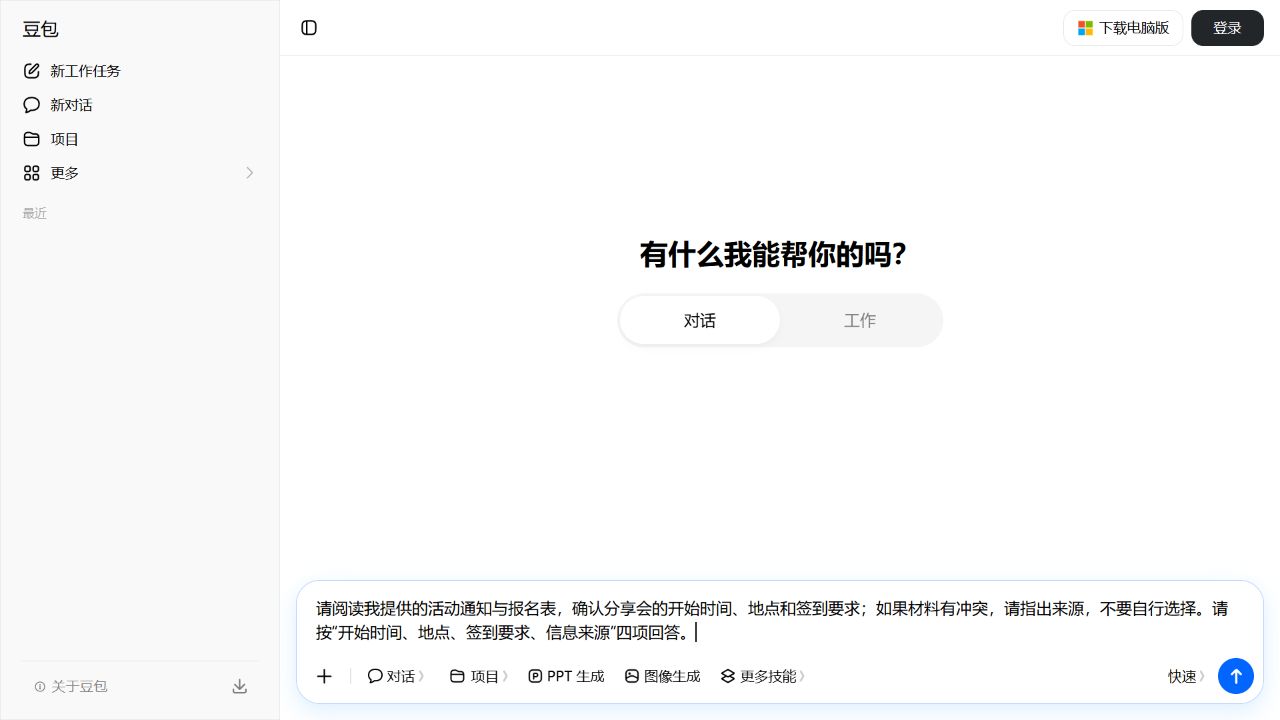 豆包
新工作任务
新对话
项目
更多
最近
关于豆包
下载电脑版
登录
有什么我能帮你的吗？
对话
工作
请阅读我提供的活动通知与报名表，确认分享会的开始时间、地点和签到要求；如果材料有冲突，请指出来源，不要自行选择。请
按“开始时间、地点、签到要求、信息来源”四项回答。
对话
项目
PPT 生成
图像生成
更多技能
快速